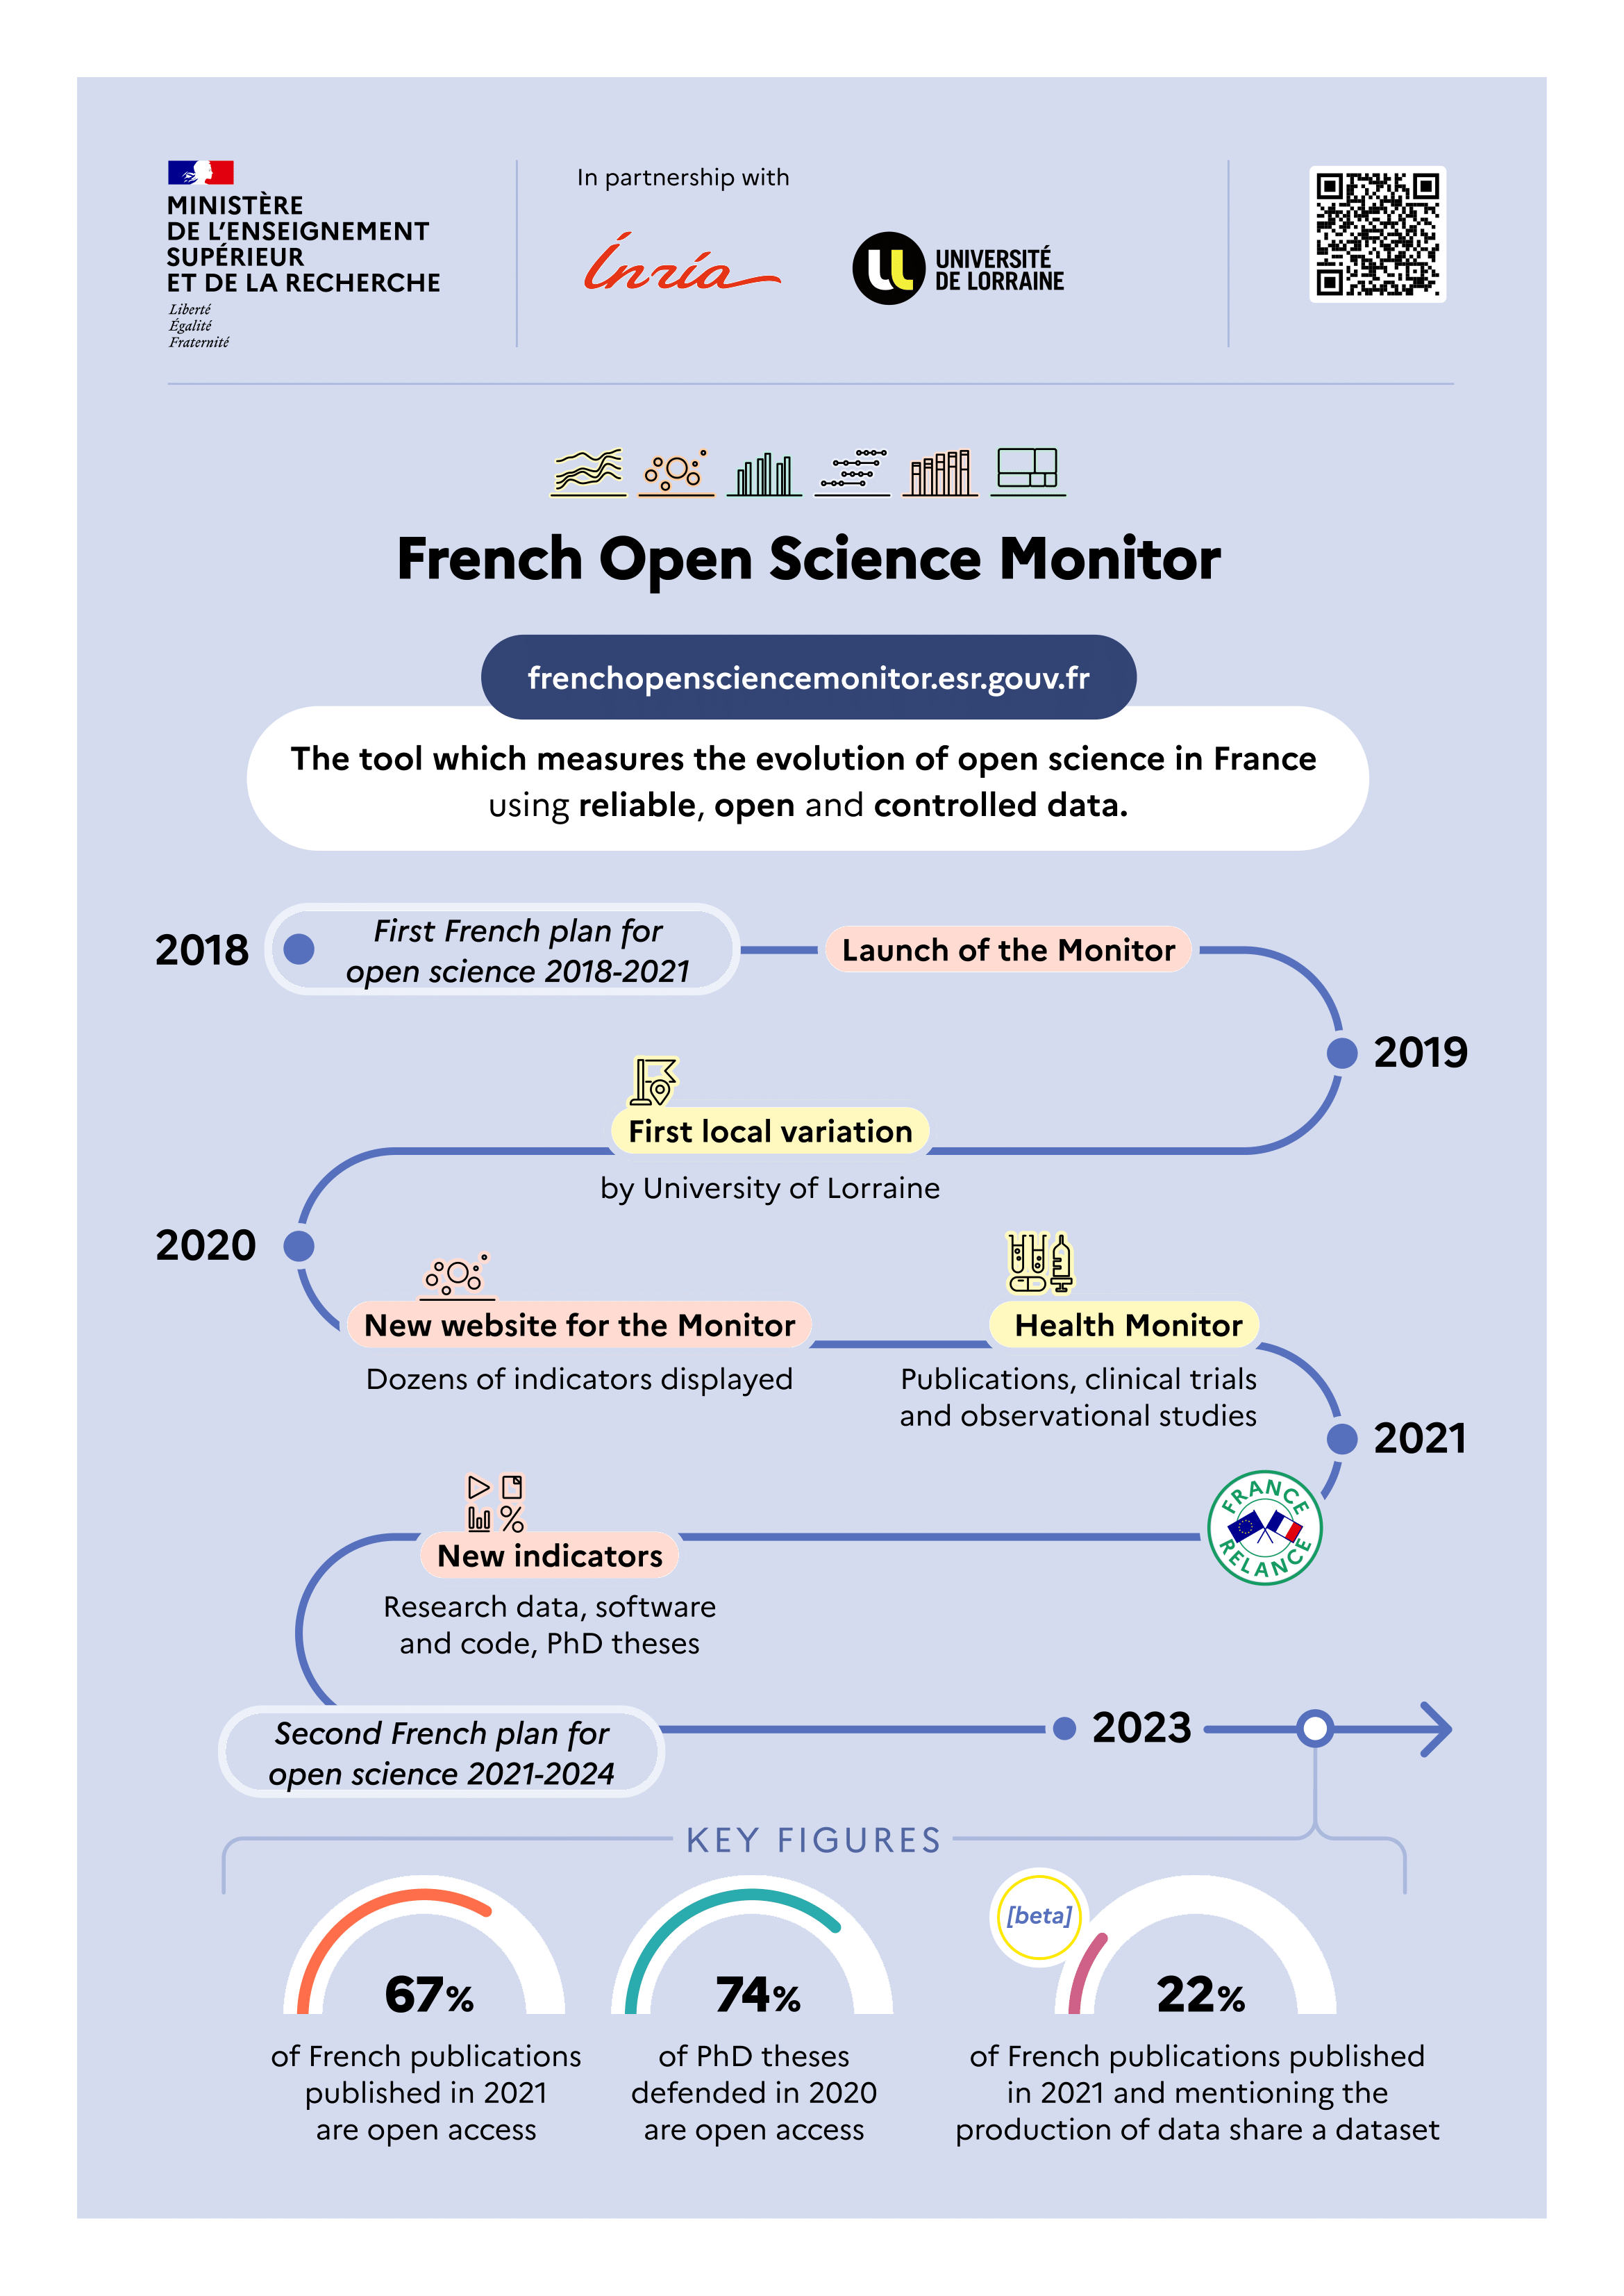 MINISTÈRE
DE L'ENSEIGNEMENT
SUPÉRIEUR
ET DE LA RECHERCHE
Liberté
Égalité
Fraternité
In partnership with
Inria
UNIVERSITÉ
DE LORRAINE
French Open Science Monitor
frenchopensciencemonitor.esr.gouv.fr
The tool which measures the evolution of open science in France
using reliable, open and controlled data.
2018
First French plan for
open science 2018-2021
Launch of the Monitor
2019
First local variation
by University of Lorraine
2020
New website for the Monitor
Dozens of indicators displayed
Health Monitor
Publications, clinical trials
and observational studies
2021
FRANCE
RELANCE
New indicators
Research data, software
and code, PhD theses
Second French plan for
open science 2021-2024
2023
KEY FIGURES
67%
of French publications
published in 2021
are open access
74%
of PhD theses
defended in 2020
are open access
[beta]
22%
of French publications published
in 2021 and mentioning the
production of data share a dataset